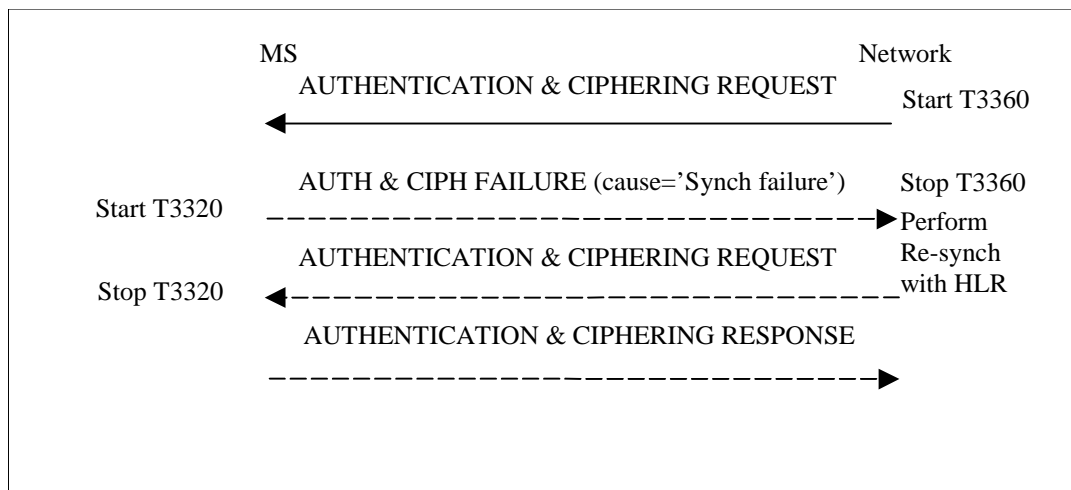 MS
Network
AUTHENTICATION & CIPHERING REQUEST
Start T3360
AUTH & CIPH FAILURE (cause='Synch failure')
Stop T3360
Start T3320
Perform
Re-synch
with HLR
AUTHENTICATION & CIPHERING REQUEST
Stop T3320
AUTHENTICATION & CIPHERING RESPONSE